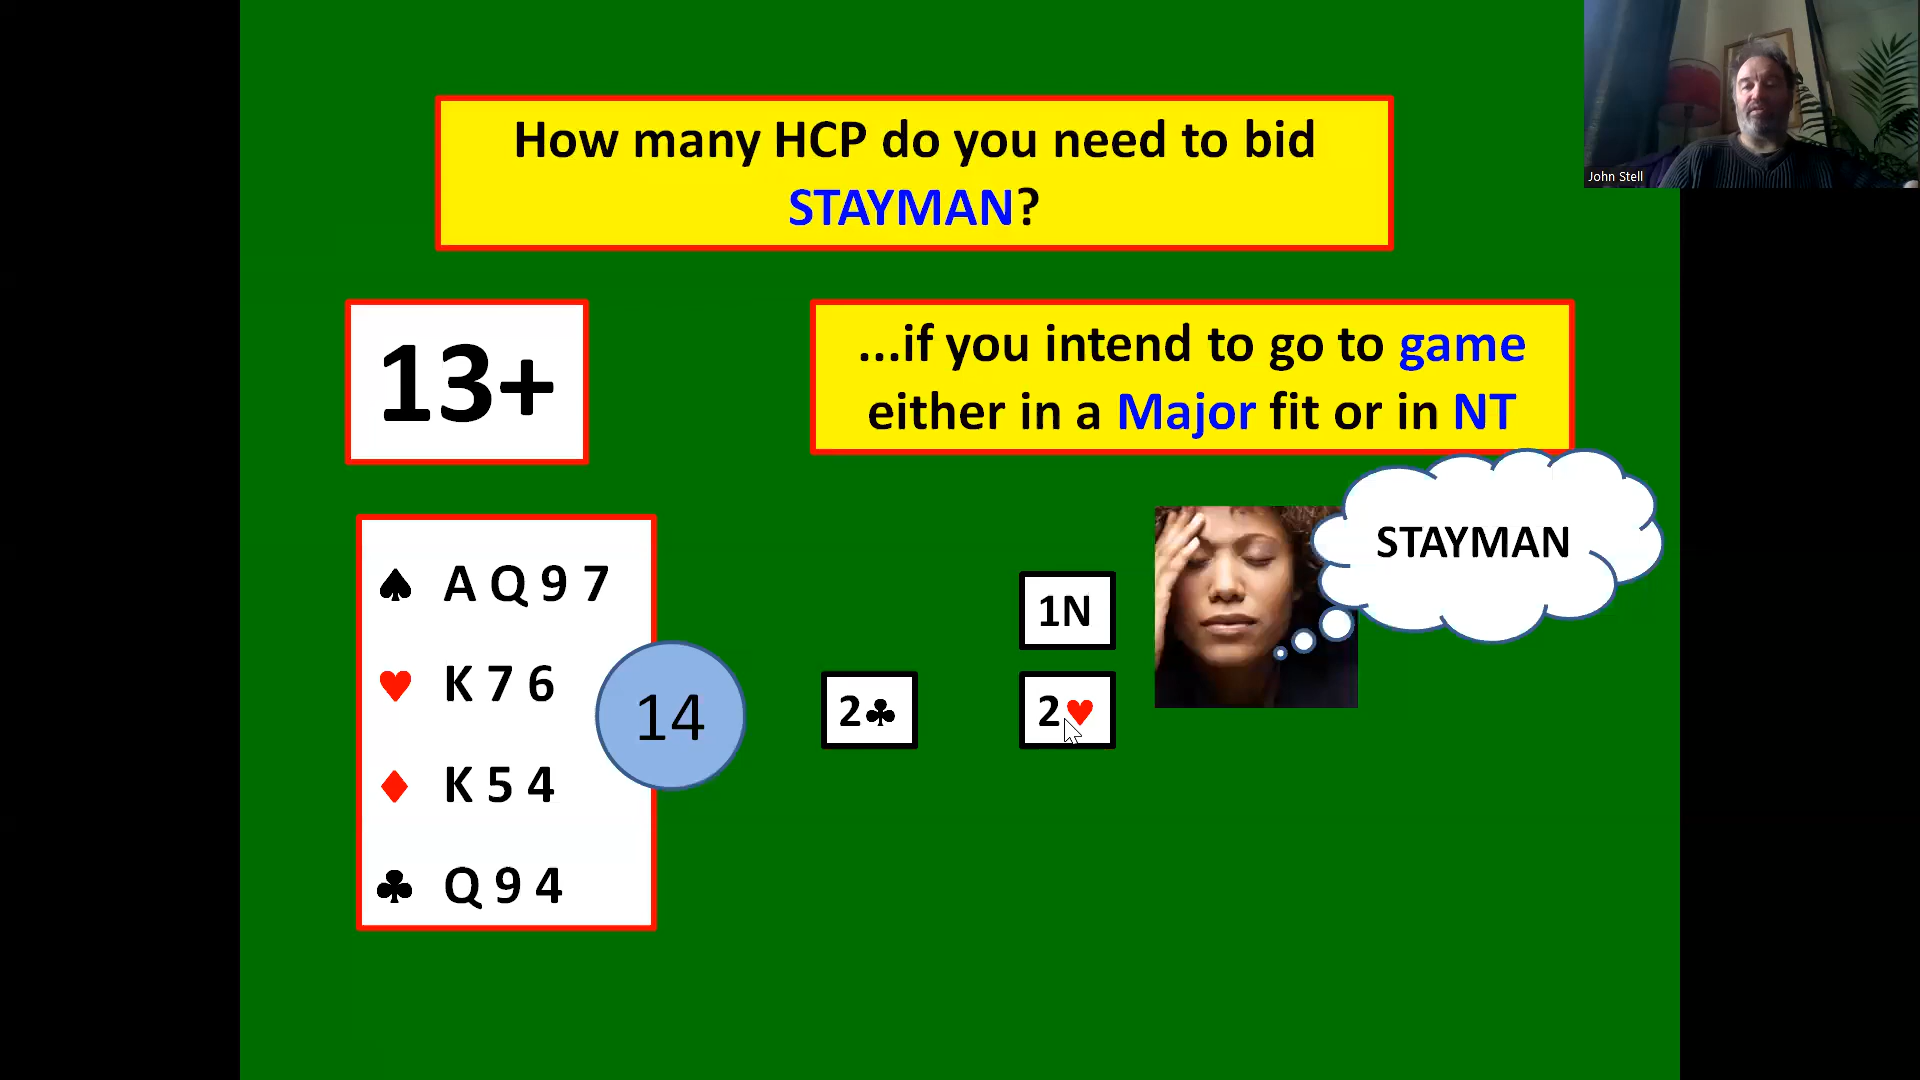 How many HCP do you need to bid
STAYMAN?
John Stell
13+
...if you intend to go to game
either in a Major fit or in NT
STAYMAN
♠ A Q 9 7
1N
♥ K 7 6
14
2♣
2♥
♦ K 5 4
♣ Q 9 4